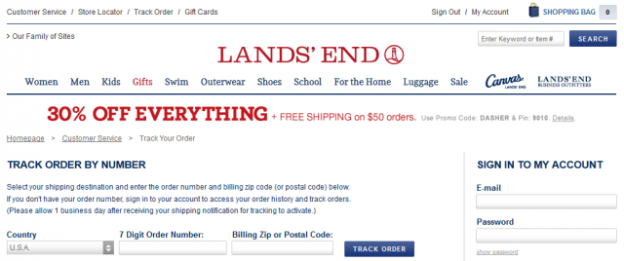 Customer Service / Store Locator / Track Order / Gift Cards
Sign Out / My Account SHOPPING BAG 0
> Our Family of Sites
Enter Keyword or Item # SEARCH
LANDS' END
Women Men Kids Gifts Swim Outerwear Shoes School For the Home Luggage Sale Canvas LANDS' END LANDS' END BUSINESS OUTFITTERS
30% OFF EVERYTHING + FREE SHIPPING on $50 orders. Use Promo Code: DASHER & Pin: 9010. Details.
Homepage > Customer Service > Track Your Order
TRACK ORDER BY NUMBER
Select your shipping destination and enter the order number and billing zip code (or postal code) below.
If you don't have your order number, sign in to your account to access your order history and track orders.
(Please allow 1 business day after receiving your shipping notification for tracking to activate.)
Country 7 Digit Order Number: Billing Zip or Postal Code:
U.S.A. TRACK ORDER
SIGN IN TO MY ACCOUNT
E-mail
Password
show password